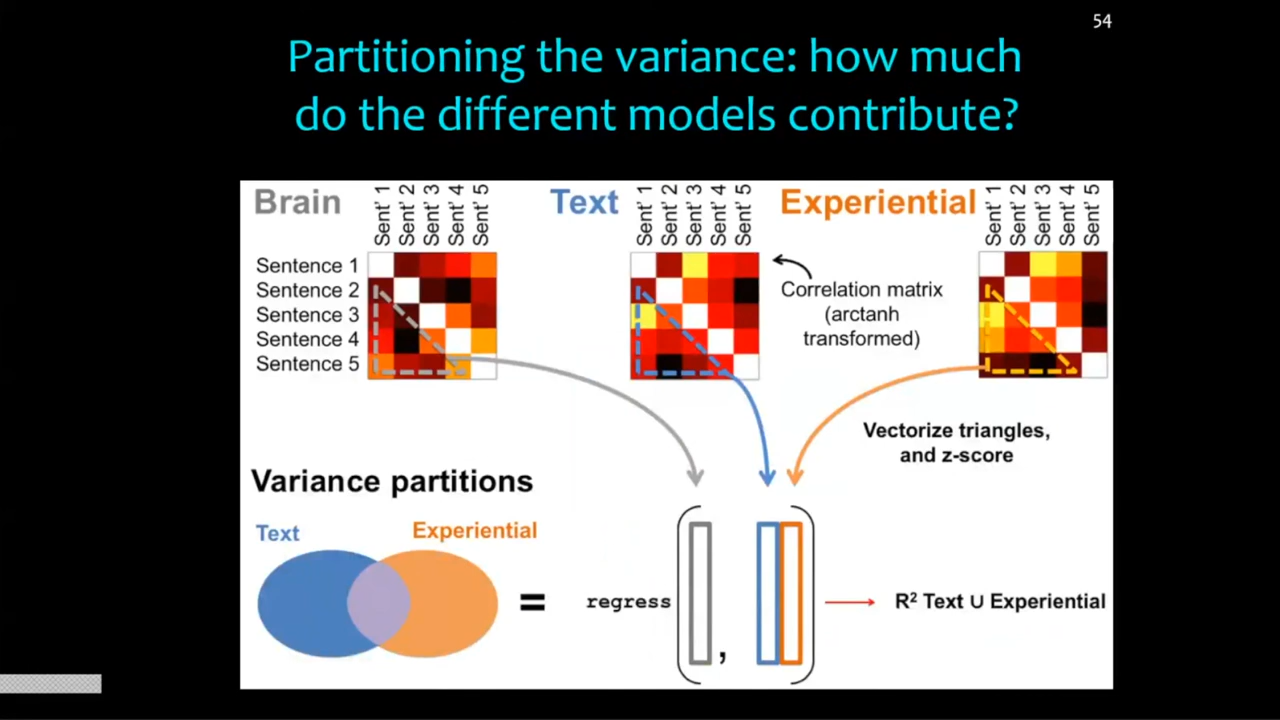 54
Partitioning the variance: how much
do the different models contribute?
Brain
Sent' 1
Sent' 2
Sent' 3
Sent' 4
Sent' 5
Text
Sent' 1
Sent' 2
Sent' 3
Sent' 4
Sent' 5
Experiential
Sent' 1
Sent' 2
Sent' 3
Sent' 4
Sent' 5
Sentence 1
Sentence 2
Sentence 3
Sentence 4
Sentence 5
Correlation matrix
(arctanh
transformed)
Vectorize triangles,
and z-score
Variance partitions
Text
Experiential
=
regress
,
R² Text ∪ Experiential